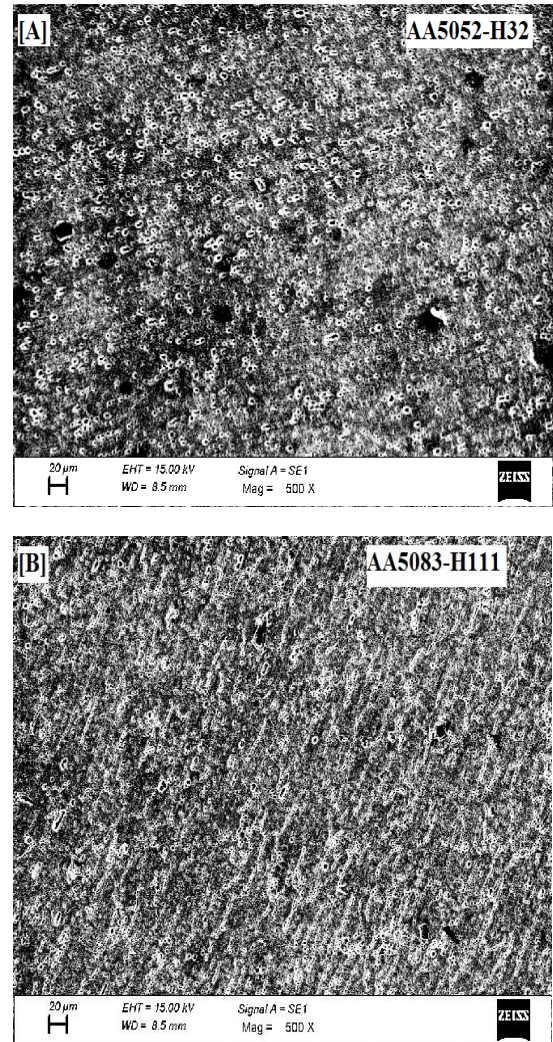 [A] AA5052-H32
20 µm EHT = 15.00 kV Signal A = SE1 ZEISS
WD = 8.5 mm Mag = 500 X
[B] AA5083-H111
20 µm EHT = 15.00 kV Signal A = SE1 ZEISS
WD = 8.5 mm Mag = 500 X